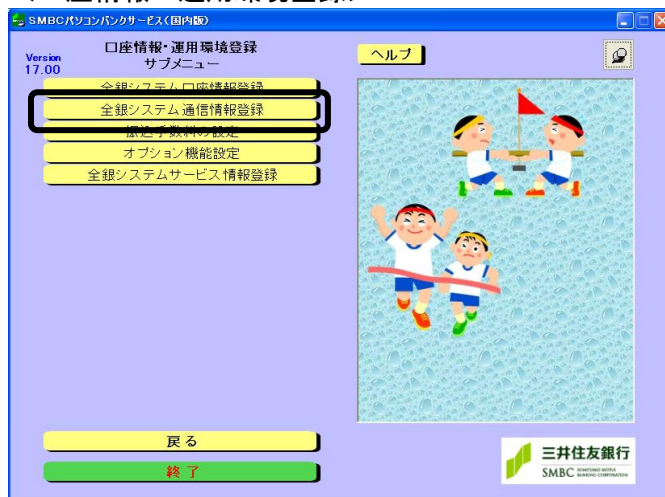 SMBCパソコンバンクサービス(国内版)
Version
17.00
口座情報・運用環境登録
サブメニュー
ヘルプ
全銀システム口座情報登録
全銀システム通信情報登録
振込手数料の設定
オプション機能設定
全銀システムサービス情報登録
戻る
終了
三井住友銀行
SMBC
SUMITOMO MITSUI
BANKING CORPORATION